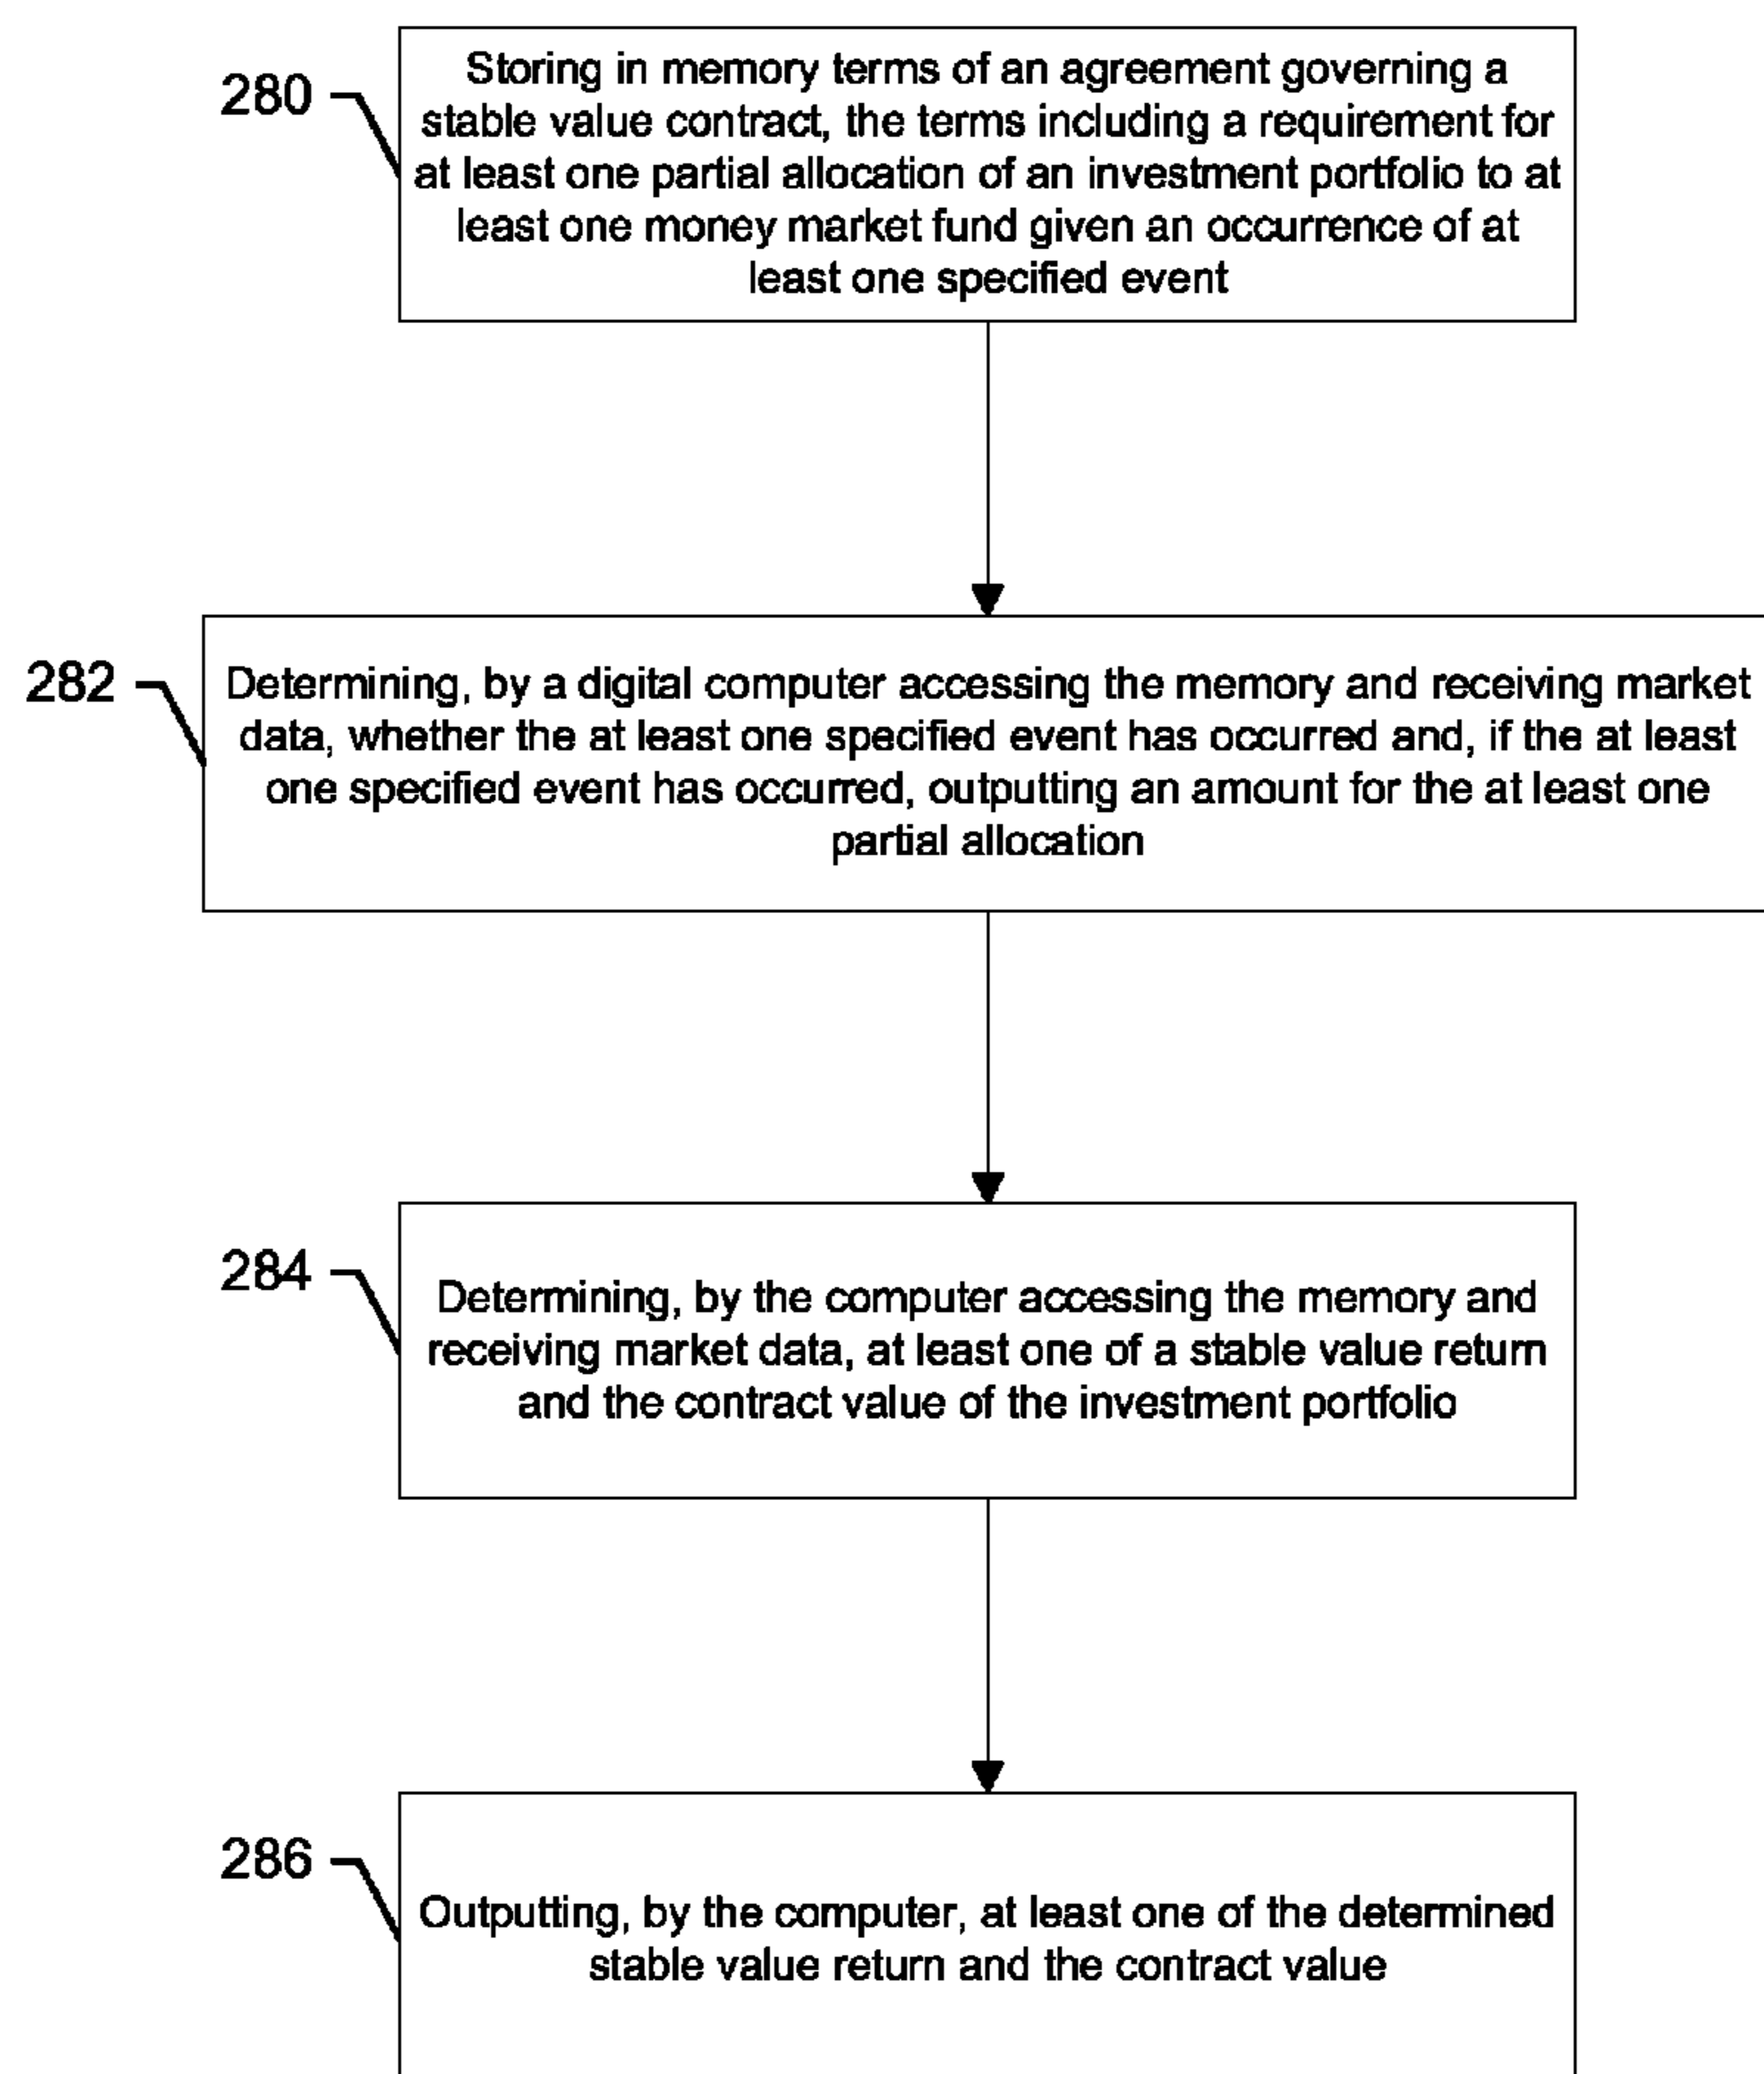 280
Storing in memory terms of an agreement governing a
stable value contract, the terms including a requirement for
at least one partial allocation of an investment portfolio to at
least one money market fund given an occurrence of at
least one specified event
282
Determining, by a digital computer accessing the memory and receiving market
data, whether the at least one specified event has occurred and, if the at least
one specified event has occurred, outputting an amount for the at least one
partial allocation
284
Determining, by the computer accessing the memory and
receiving market data, at least one of a stable value return
and the contract value of the investment portfolio
286
Outputting, by the computer, at least one of the determined
stable value return and the contract value